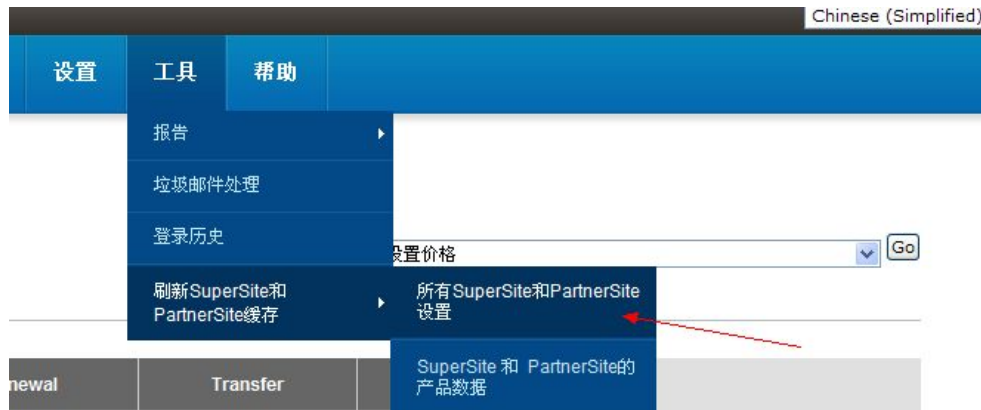 Chinese (Simplified)
设置
工具
帮助
报告
垃圾邮件处理
登录历史
设置价格
Go
刷新SuperSite和
PartnerSite缓存
所有SuperSite和PartnerSite
设置
SuperSite 和 PartnerSite的
产品数据
newal
Transfer